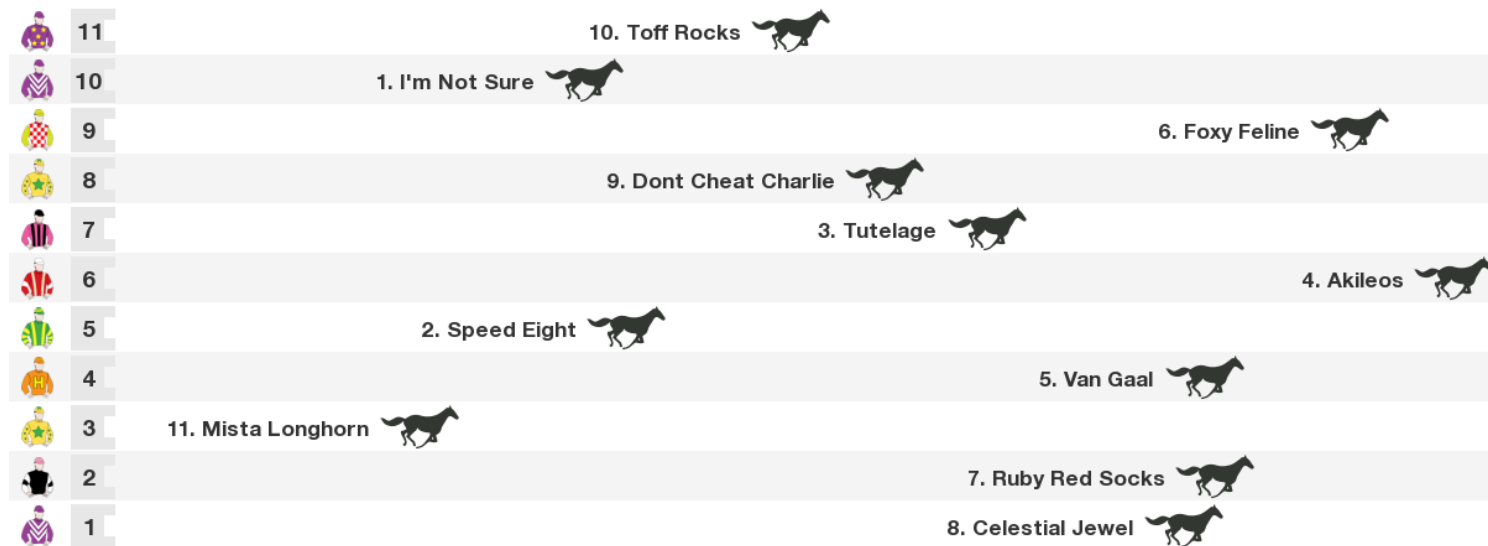 11 10. Toff Rocks
10 1. I'm Not Sure
9 6. Foxy Feline
8 9. Dont Cheat Charlie
7 3. Tutelage
6 4. Akileos
5 2. Speed Eight
4 H 5. Van Gaal
3 11. Mista Longhorn
2 7. Ruby Red Socks
1 8. Celestial Jewel